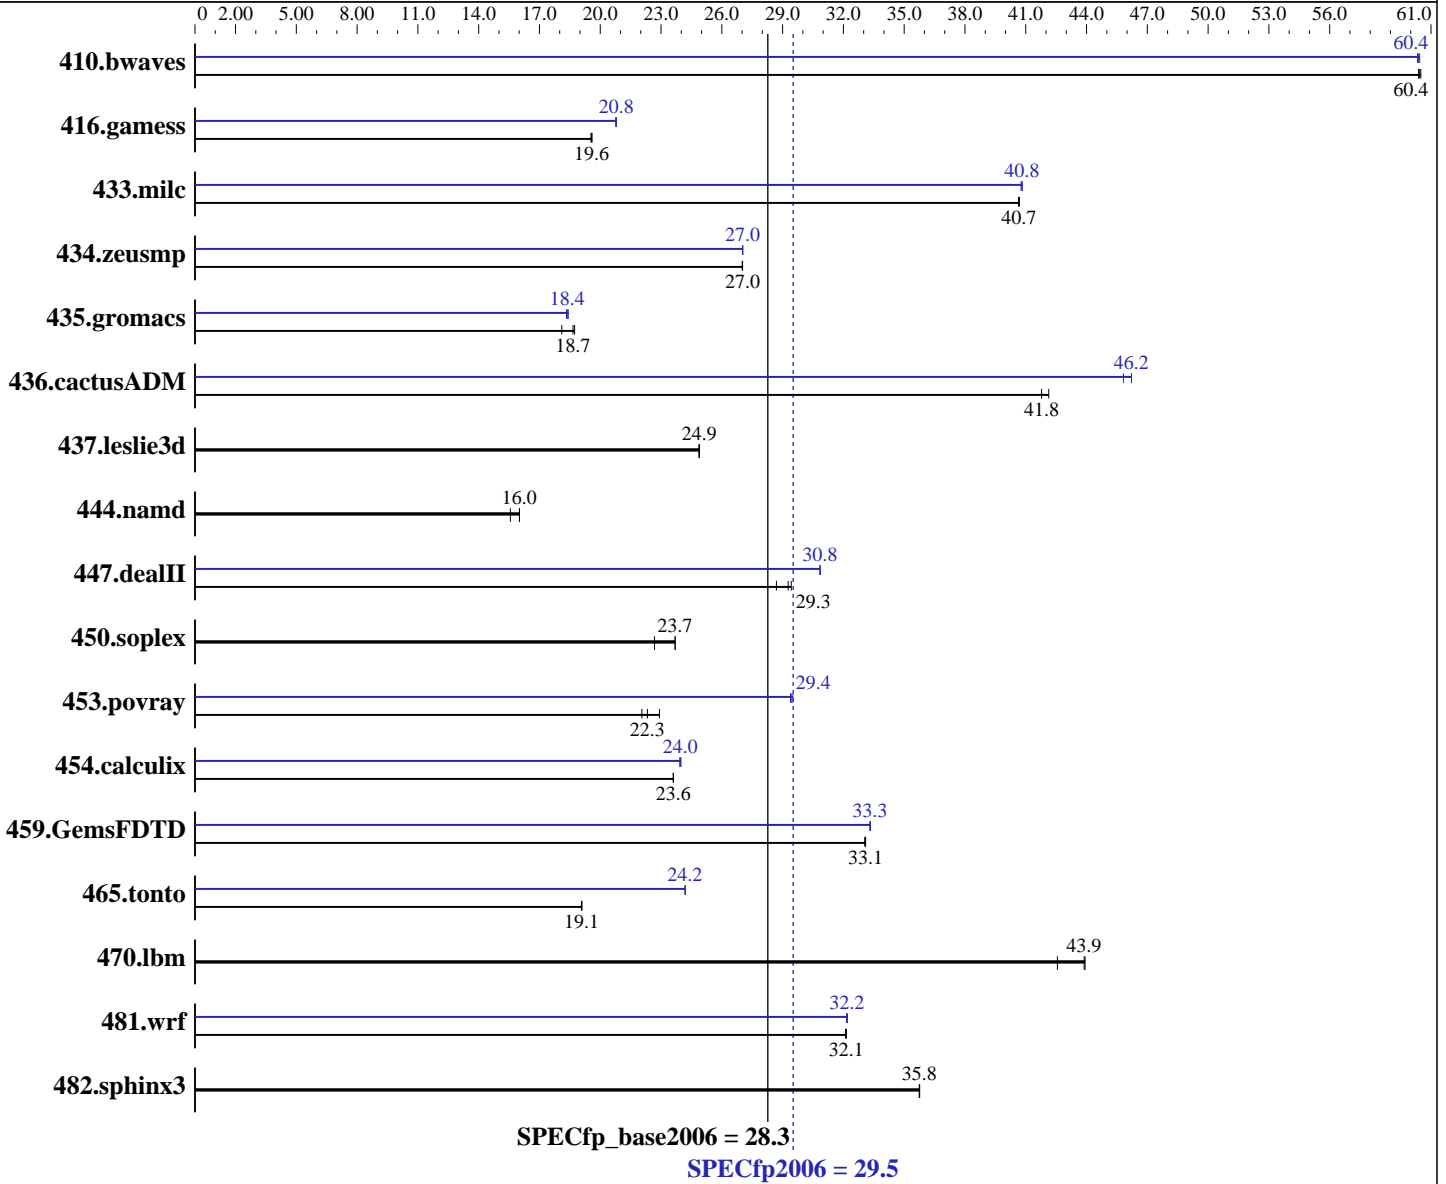 0 2.00 5.00 8.00 11.0 14.0 17.0 20.0 23.0 26.0 29.0 32.0 35.0 38.0 41.0 44.0 47.0 50.0 53.0 56.0 61.0
60.4
410.bwaves
60.4
20.8
416.gamess
19.6
40.8
433.milc
40.7
27.0
434.zeusmp
27.0
18.4
435.gromacs
18.7
46.2
436.cactusADM
41.8
24.9
437.leslie3d
16.0
444.namd
30.8
447.dealII
29.3
23.7
450.soplex
29.4
453.povray
22.3
24.0
454.calculix
23.6
33.3
459.GemsFDTD
33.1
24.2
465.tonto
19.1
43.9
470.lbm
32.2
481.wrf
32.1
35.8
482.sphinx3
SPECfp_base2006 = 28.3
SPECfp2006 = 29.5